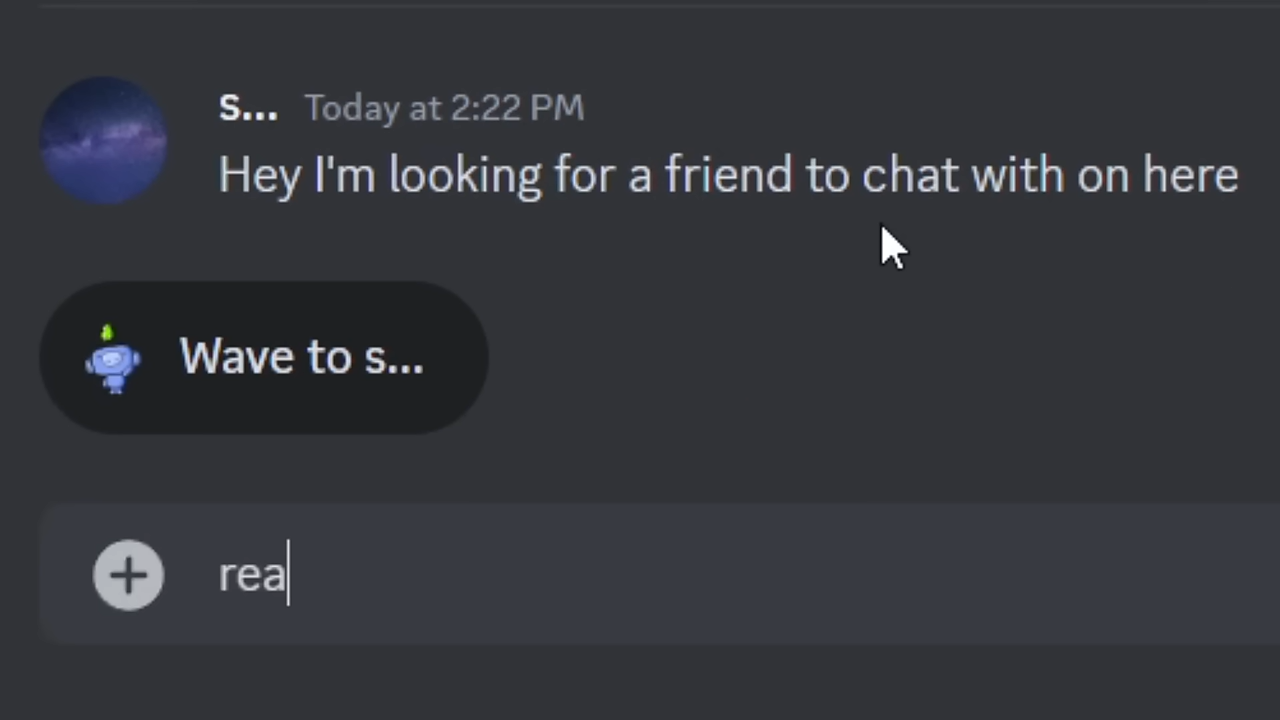 s... Today at 2:22 PM
Hey I'm looking for a friend to chat with on here
Wave to s...
rea